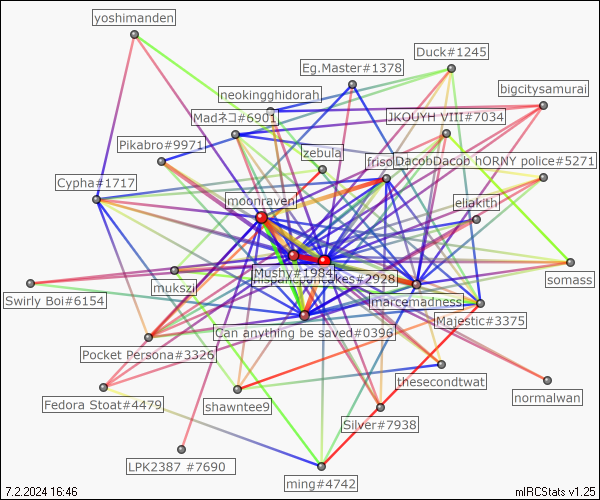 yoshimanden
Duck#1245
Eg.Master#1378
bigcitysamurai
neokingghidorah
Madネコ#6901
JKOUYH VIII#7034
Pikabro#9971
zebula
friso
DacobDacob hORNY police#5271
Cypha#1717
moonraven
eliakith
Mushy#1984
cakes#2928
mukszi
somass
Swirly Boi#6154
marcemadness
Majestic#3375
Can anything be saved#0396
Pocket Persona#3326
thesecondtwat
normalwan
Fedora Stoat#4479
shawntee9
Silver#7938
LPK2387 #7690
ming#4742
7.2.2024 16:46
mIRCStats v1.25